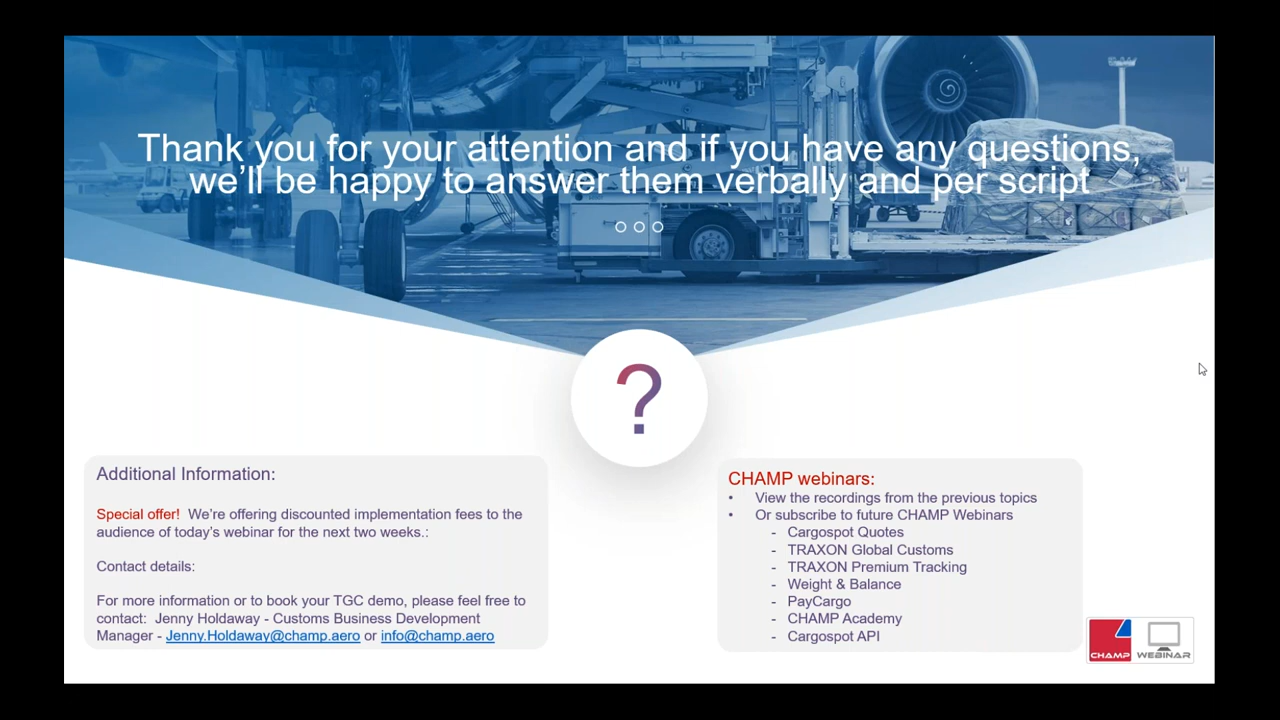 Thank you for your attention and if you have any questions,
we'll be happy to answer them verbally and per script
?
Additional Information:
Special offer! We're offering discounted implementation fees to the
audience of today's webinar for the next two weeks.:
Contact details:
For more information or to book your TGC demo, please feel free to
contact: Jenny Holdaway - Customs Business Development
Manager - Jenny.Holdaway@champ.aero or info@champ.aero
CHAMP webinars:
• View the recordings from the previous topics
• Or subscribe to future CHAMP Webinars
- Cargospot Quotes
- TRAXON Global Customs
- TRAXON Premium Tracking
- Weight & Balance
- PayCargo
- CHAMP Academy
- Cargospot API
CHAMP WEBINAR